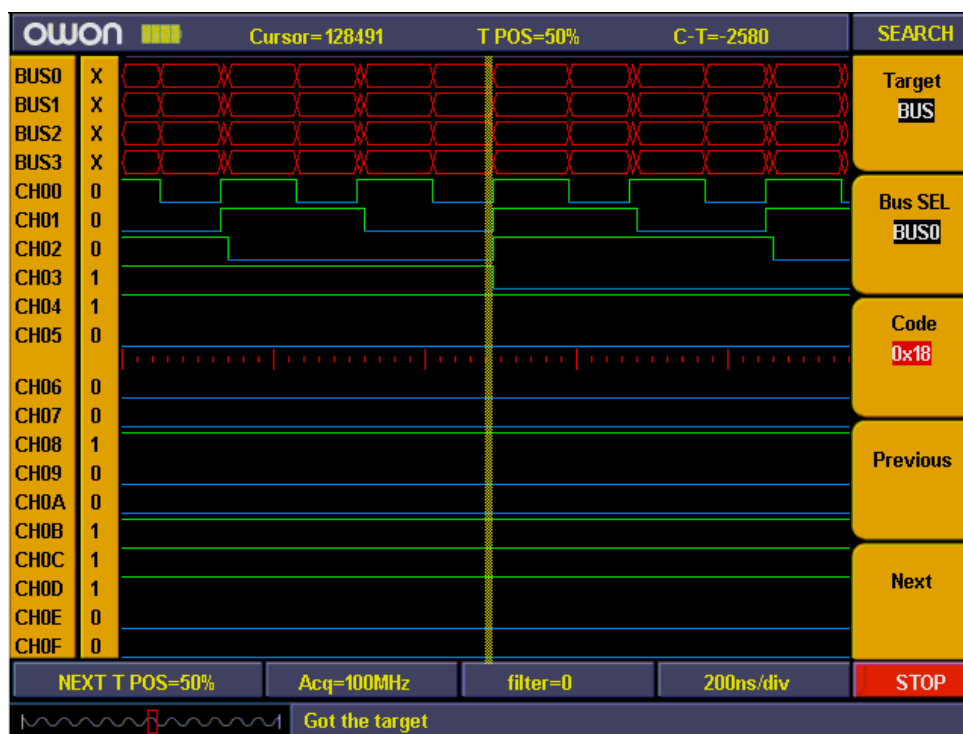 OWON Cursor=128491 T POS=50% C-T=-2580 SEARCH
BUS0 X
BUS1 X
BUS2 X
BUS3 X
CH00 0
CH01 0
CH02 0
CH03 1
CH04 1
CH05 0
CH06 0
CH07 0
CH08 1
CH09 0
CH0A 0
CH0B 1
CH0C 1
CH0D 1
CH0E 0
CH0F 0
Target
BUS
Bus SEL
BUS0
Code
0x18
Previous
Next
NEXT T POS=50% Acq=100MHz filter=0 200ns/div STOP
Got the target